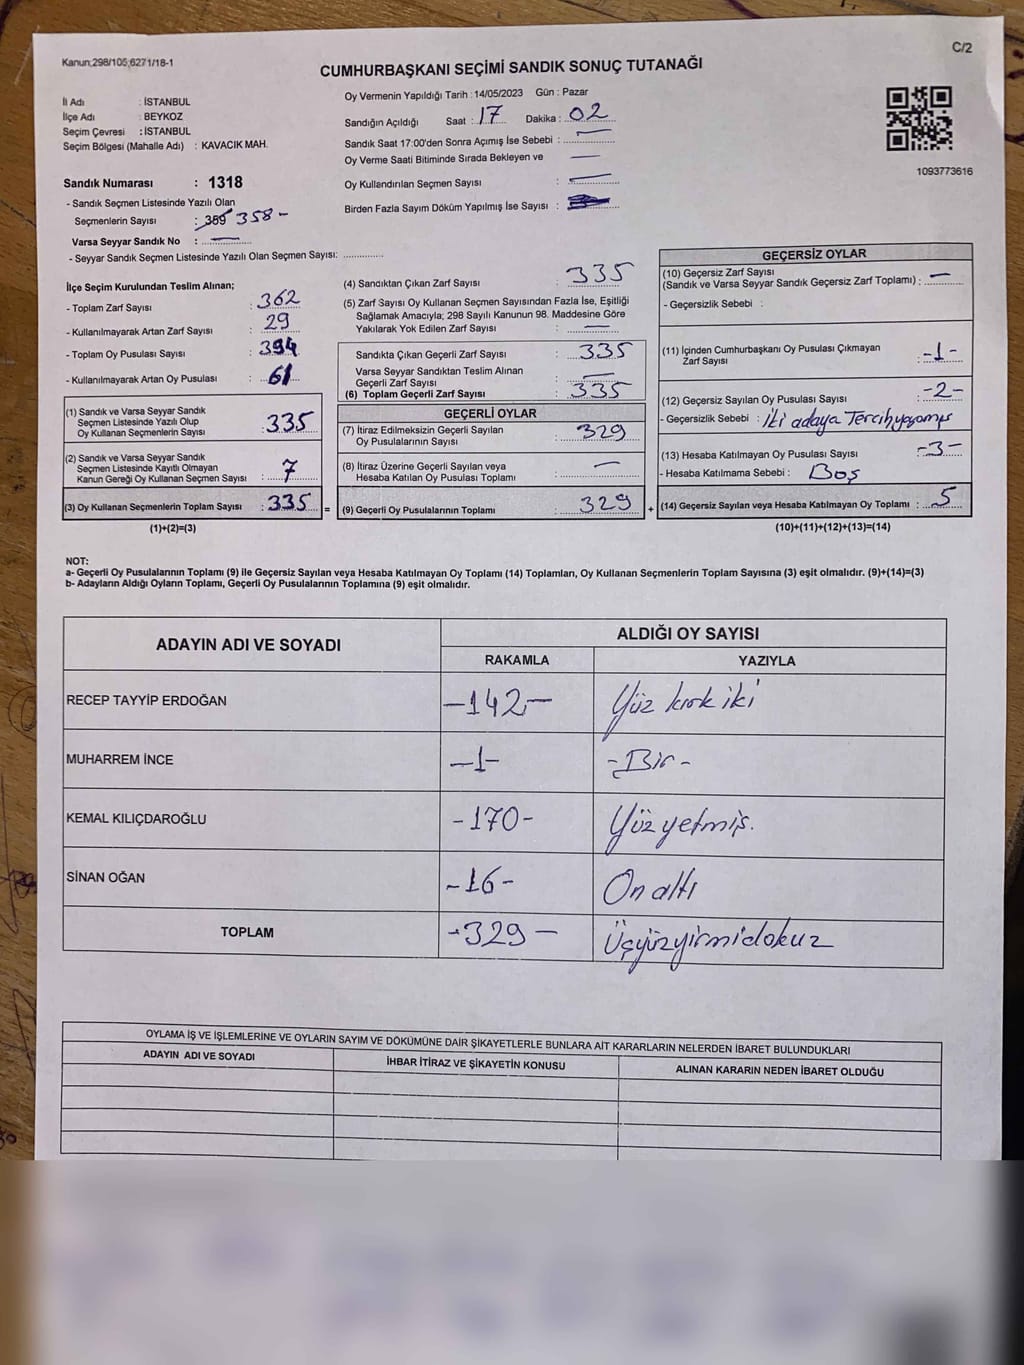 Kanun;298/105;6271/18-1
C/2
CUMHURBAŞKANI SEÇİMİ SANDIK SONUÇ TUTANAĞI
İl Adı : İSTANBUL
İlçe Adı : BEYKOZ
Seçim Çevresi : İSTANBUL
Seçim Bölgesi (Mahalle Adı) : KAVACIK MAH.
Sandık Numarası : 1318
- Sandık Seçmen Listesinde Yazılı Olan
Seçmenlerin Sayısı : 359 358 -
Varsa Seyyar Sandık No : —
- Seyyar Sandık Seçmen Listesinde Yazılı Olan Seçmen Sayısı: ..............
Oy Vermenin Yapıldığı Tarih : 14/05/2023 Gün : Pazar
Sandığın Açıldığı Saat : 17 Dakika : 02
Sandık Saat 17:00'den Sonra Açımış İse Sebebi : —
Oy Verme Saati Bitiminde Sırada Bekleyen ve —
Oy Kullandırılan Seçmen Sayısı : —
Birden Fazla Sayım Döküm Yapılmış İse Sayısı :
1093773616
İlçe Seçim Kurulundan Teslim Alınan;
- Toplam Zarf Sayısı : 362
- Kullanılmayarak Artan Zarf Sayısı : 29
- Toplam Oy Pusulası Sayısı : 394
- Kullanılmayarak Artan Oy Pusulası : 61
(1) Sandık ve Varsa Seyyar Sandık
Seçmen Listesinde Yazılı Olup
Oy Kullanan Seçmenlerin Sayısı : 335
(2) Sandık ve Varsa Seyyar Sandık
Seçmen Listesinde Kayıtlı Olmayan
Kanun Gereği Oy Kullanan Seçmen Sayısı : 7
(3) Oy Kullanan Seçmenlerin Toplam Sayısı : 335
(1)+(2)=(3)
(4) Sandıktan Çıkan Zarf Sayısı : 335
(5) Zarf Sayısı Oy Kullanan Seçmen Sayısından Fazla İse, Eşitliği
Sağlamak Amacıyla; 298 Sayılı Kanunun 98. Maddesine Göre
Yakılarak Yok Edilen Zarf Sayısı : —
Sandıkta Çıkan Geçerli Zarf Sayısı : 335
Varsa Seyyar Sandıktan Teslim Alınan
Geçerli Zarf Sayısı : —
(6) Toplam Geçerli Zarf Sayısı : 335
GEÇERLİ OYLAR
(7) İtiraz Edilmeksizin Geçerli Sayılan
Oy Pusulalarının Sayısı : 329
(8) İtiraz Üzerine Geçerli Sayılan veya
Hesaba Katılan Oy Pusulası Toplamı : —
= (9) Geçerli Oy Pusulalarının Toplamı : 329
GEÇERSİZ OYLAR
(10) Geçersiz Zarf Sayısı
(Sandık ve Varsa Seyyar Sandık Geçersiz Zarf Toplamı) : —
- Geçersizlik Sebebi :
(11) İçinden Cumhurbaşkanı Oy Pusulası Çıkmayan
Zarf Sayısı : -1-
(12) Geçersiz Sayılan Oy Pusulası Sayısı : -2-
- Geçersizlik Sebebi : İki adaya Tercih
(13) Hesaba Katılmayan Oy Pusulası Sayısı : -3-
- Hesaba Katılmama Sebebi : Boş
+ (14) Geçersiz Sayılan veya Hesaba Katılmayan Oy Toplamı : 5
(10)+(11)+(12)+(13)=(14)
NOT:
a- Geçerli Oy Pusulalarının Toplamı (9) ile Geçersiz Sayılan veya Hesaba Katılmayan Oy Toplamı (14) Toplamları, Oy Kullanan Seçmenlerin Toplam Sayısına (3) eşit olmalıdır. (9)+(14)=(3)
b- Adayların Aldığı Oyların Toplamı, Geçerli Oy Pusulalarının Toplamına (9) eşit olmalıdır.
ADAYIN ADI VE SOYADI ALDIĞI OY SAYISI
RAKAMLA YAZIYLA
RECEP TAYYİP ERDOĞAN -142- Yüz kırk iki
MUHARREM İNCE -1- -Bir-
KEMAL KILIÇDAROĞLU -170- Yüz yetmiş.
SİNAN OĞAN -16- On altı
TOPLAM -329- Üçyüzyirmidokuz
OYLAMA İŞ VE İŞLEMLERİNE VE OYLARIN SAYIM VE DÖKÜMÜNE DAİR ŞİKAYETLERLE BUNLARA AİT KARARLARIN NELERDEN İBARET BULUNDUKLARI
ADAYIN ADI VE SOYADI İHBAR İTİRAZ VE ŞİKAYETİN KONUSU ALINAN KARARIN NEDEN İBARET OLDUĞU